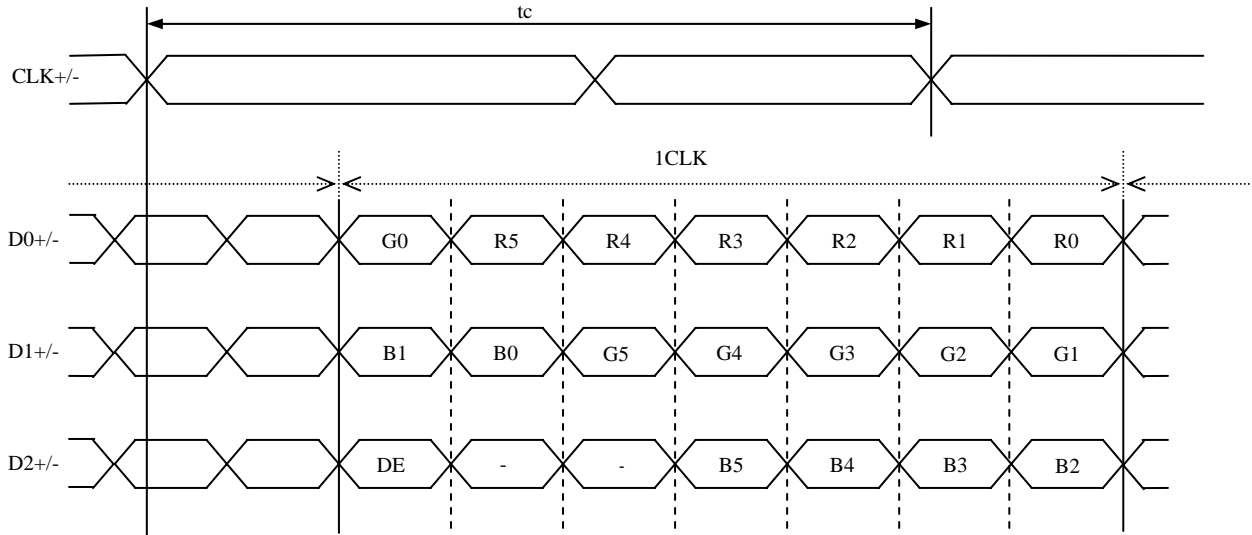 tc
CLK+/-
1CLK
D0+/- G0 R5 R4 R3 R2 R1 R0
D1+/- B1 B0 G5 G4 G3 G2 G1
D2+/- DE - - B5 B4 B3 B2